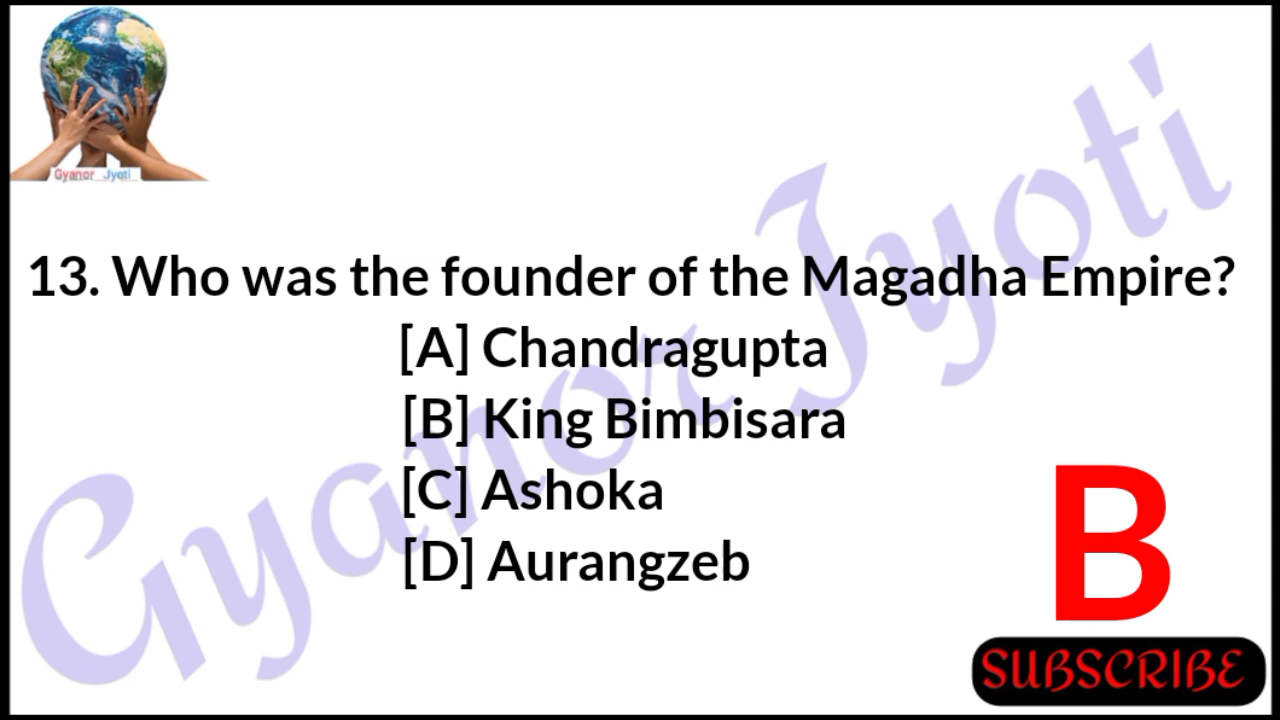 Gyanor Jyoti
13. Who was the founder of the Magadha Empire?
[A] Chandragupta
[B] King Bimbisara
[C] Ashoka
[D] Aurangzeb
B
SUBSCRIBE
Gyanor Jyoti